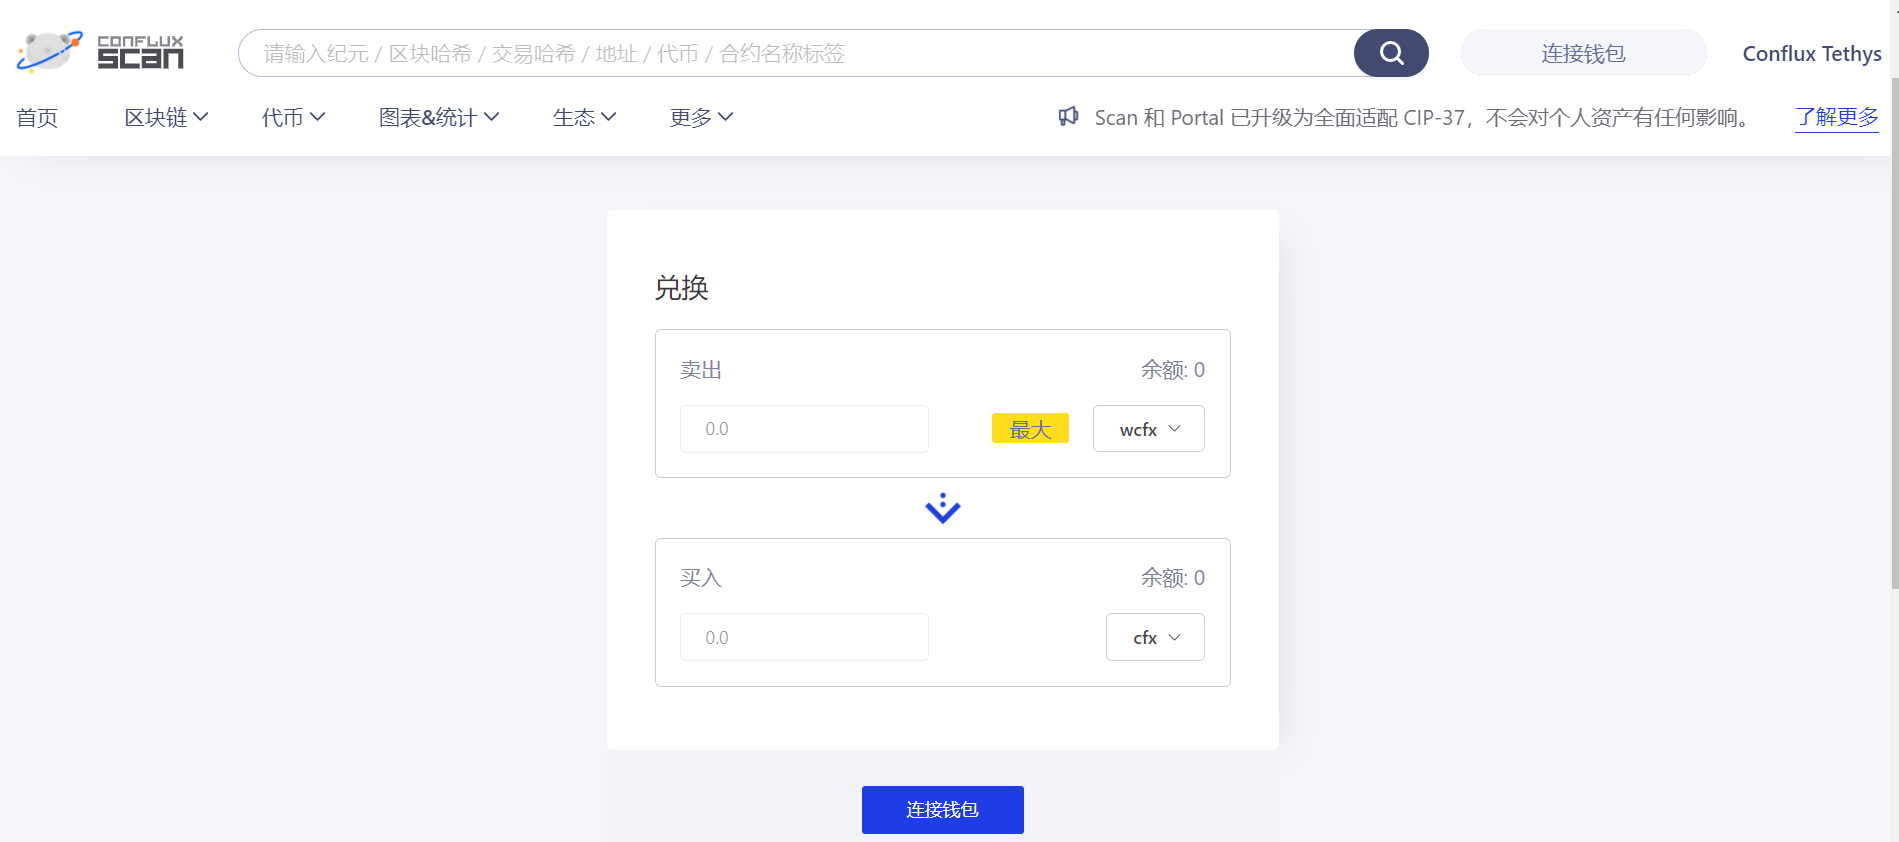 CONFLUX
SCAN
请输入纪元 / 区块哈希 / 交易哈希 / 地址 / 代币 / 合约名称标签
连接钱包
Conflux Tethys
首页
区块链
代币
图表&统计
生态
更多
Scan 和 Portal 已升级为全面适配 CIP-37，不会对个人资产有任何影响。
了解更多
兑换
卖出
余额: 0
0.0
最大
wcfx
买入
余额: 0
0.0
cfx
连接钱包